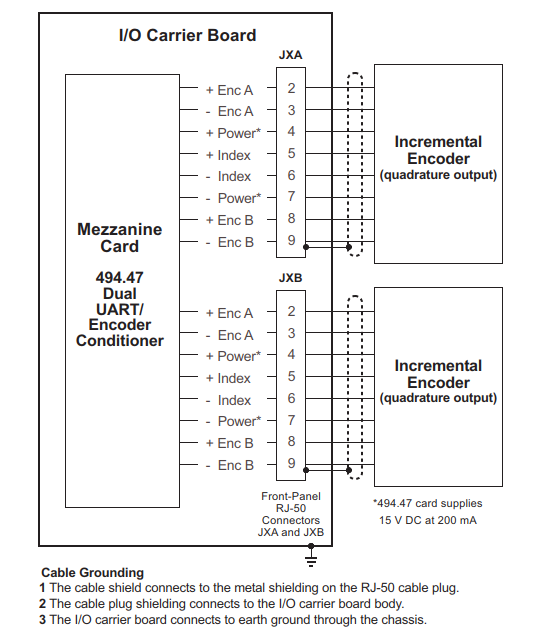 I/O Carrier Board
JXA
+ Enc A 2
- Enc A 3
+ Power* 4
+ Index 5
- Index 6
- Power* 7
+ Enc B 8
- Enc B 9
Incremental
Encoder
(quadrature output)
Mezzanine
Card
494.47
Dual
UART/
Encoder
Conditioner
JXB
+ Enc A 2
- Enc A 3
+ Power* 4
+ Index 5
- Index 6
- Power* 7
+ Enc B 8
- Enc B 9
Incremental
Encoder
(quadrature output)
Front-Panel
RJ-50
Connectors
JXA and JXB
*494.47 card supplies
15 V DC at 200 mA
Cable Grounding
1 The cable shield connects to the metal shielding on the RJ-50 cable plug.
2 The cable plug shielding connects to the I/O carrier board body.
3 The I/O carrier board connects to earth ground through the chassis.